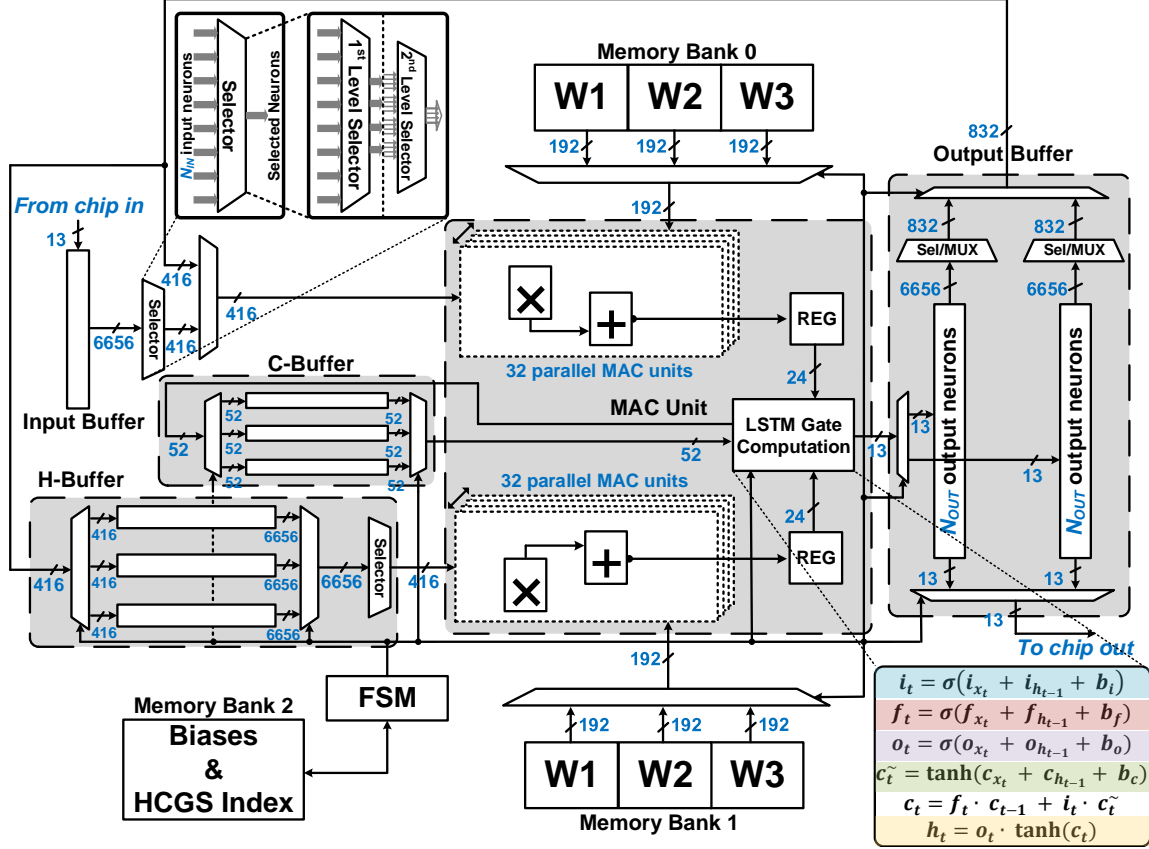 N_IN input neurons
Selector
Selected Neurons
1st Level Selector
2nd Level Selector
Memory Bank 0
W1 W2 W3
192 192 192
192
832
Output Buffer
832 832
Sel/MUX Sel/MUX
6656 6656
N_OUT output neurons
N_OUT output neurons
13 13
13 13
13
13
To chip out
From chip in
13
6656
Selector
416
416
416
Input Buffer
32 parallel MAC units
REG
24
MAC Unit
LSTM Gate
Computation
C-Buffer
52
52 52
52 52
52 52
52
32 parallel MAC units
24
REG
H-Buffer
416
416 6656
416 6656
416 6656
6656
Selector
416
192
FSM
Memory Bank 2
Biases
&
HCGS Index
192 192 192
W1 W2 W3
Memory Bank 1
i_t = σ(i_{x_t} + i_{h_{t-1}} + b_i)
f_t = σ(f_{x_t} + f_{h_{t-1}} + b_f)
o_t = σ(o_{x_t} + o_{h_{t-1}} + b_o)
c_t^~ = tanh(c_{x_t} + c_{h_{t-1}} + b_c)
c_t = f_t · c_{t-1} + i_t · c_t^~
h_t = o_t · tanh(c_t)